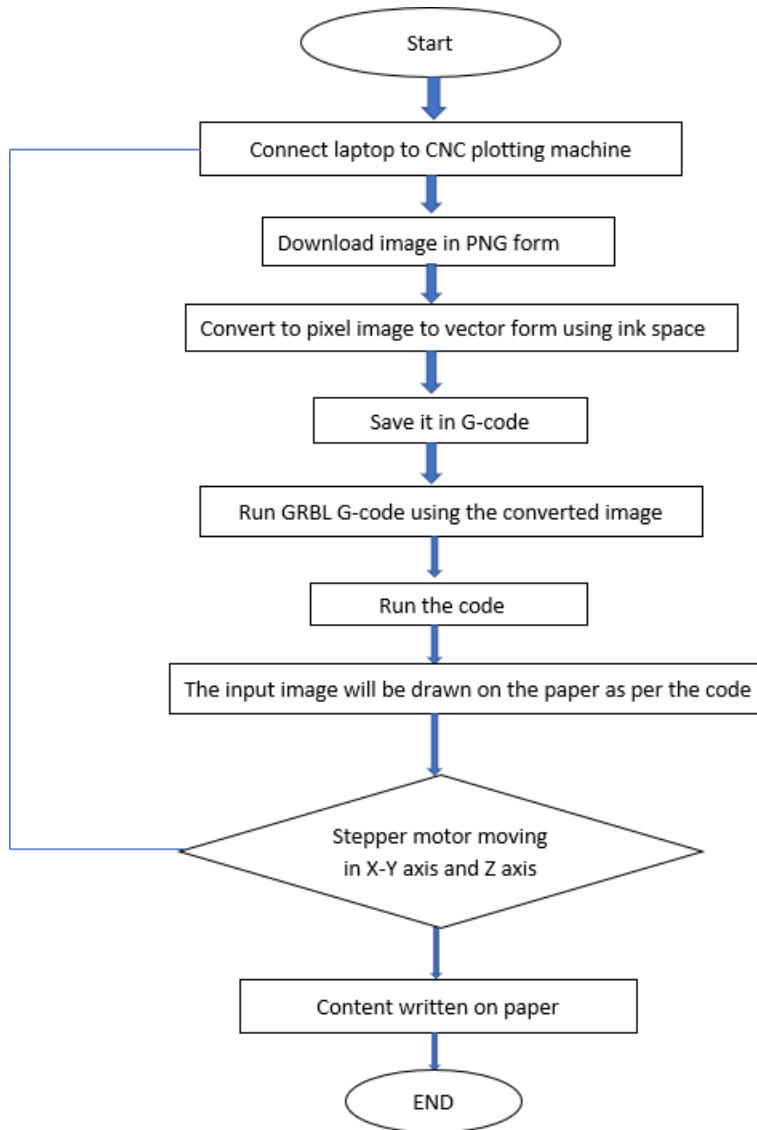 Start
Connect laptop to CNC plotting machine
Download image in PNG form
Convert to pixel image to vector form using ink space
Save it in G-code
Run GRBL G-code using the converted image
Run the code
The input image will be drawn on the paper as per the code
Stepper motor moving
in X-Y axis and Z axis
Content written on paper
END